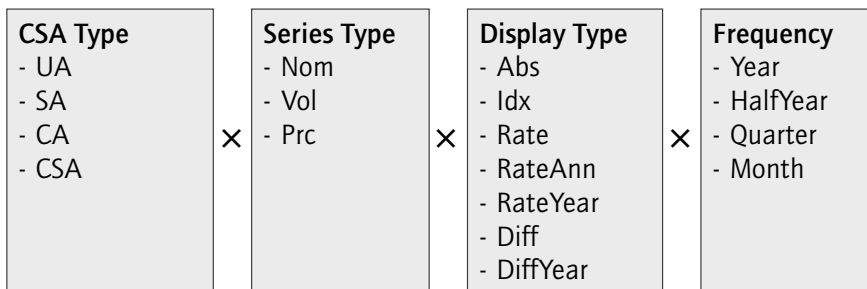 CSA Type
- UA
- SA
- CA
- CSA
×
Series Type
- Nom
- Vol
- Prc
×
Display Type
- Abs
- Idx
- Rate
- RateAnn
- RateYear
- Diff
- DiffYear
×
Frequency
- Year
- HalfYear
- Quarter
- Month